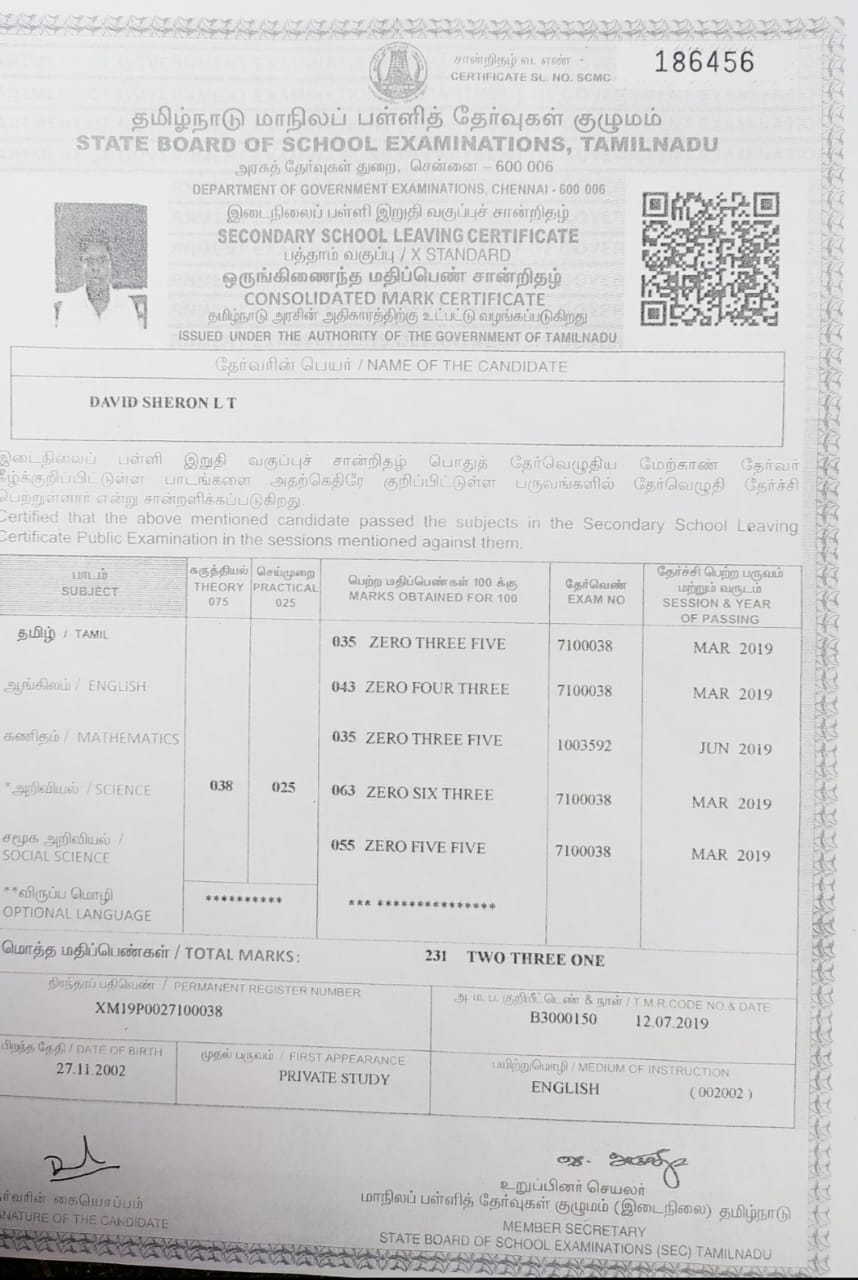 சான்றிதழ் வ. எண் -
CERTIFICATE SL. NO. SCMC
186456
தமிழ்நாடு மாநிலப் பள்ளித் தேர்வுகள் குழுமம்
STATE BOARD OF SCHOOL EXAMINATIONS, TAMILNADU
அரசுத் தேர்வுகள் துறை, சென்னை – 600 006
DEPARTMENT OF GOVERNMENT EXAMINATIONS, CHENNAI - 600 006
இடைநிலைப் பள்ளி இறுதி வகுப்புச் சான்றிதழ்
SECONDARY SCHOOL LEAVING CERTIFICATE
பத்தாம் வகுப்பு / X STANDARD
ஒருங்கிணைந்த மதிப்பெண் சான்றிதழ்
CONSOLIDATED MARK CERTIFICATE
தமிழ்நாடு அரசின் அதிகாரத்திற்கு உட்பட்டு வழங்கப்படுகிறது
ISSUED UNDER THE AUTHORITY OF THE GOVERNMENT OF TAMILNADU
தேர்வரின் பெயர் / NAME OF THE CANDIDATE
DAVID SHERON L T
இடைநிலைப் பள்ளி இறுதி வகுப்புச் சான்றிதழ் பொதுத் தேர்வெழுதிய மேற்காண தேர்வர்
கீழ்க்குறிப்பிட்டுள்ள பாடங்களை அதற்கெதிரே குறிப்பிட்டுள்ள பருவங்களில் தேர்வெழுதி தேர்ச்சி
பெற்றுள்ளார் என்று சான்றளிக்கப்படுகிறது.
Certified that the above mentioned candidate passed the subjects in the Secondary School Leaving
Certificate Public Examination in the sessions mentioned against them.
பாடம்
SUBJECT
கருத்தியல்
THEORY
075
செய்முறை
PRACTICAL
025
பெற்ற மதிப்பெண்கள் 100 க்கு
MARKS OBTAINED FOR 100
தேர்வெண்
EXAM NO
தேர்ச்சி பெற்ற பருவம்
மற்றும் வருடம்
SESSION & YEAR
OF PASSING
தமிழ் / TAMIL 035 ZERO THREE FIVE 7100038 MAR 2019
ஆங்கிலம் / ENGLISH 043 ZERO FOUR THREE 7100038 MAR 2019
கணிதம் / MATHEMATICS 035 ZERO THREE FIVE 1003592 JUN 2019
*அறிவியல் / SCIENCE 038 025 063 ZERO SIX THREE 7100038 MAR 2019
சமூக அறிவியல் /
SOCIAL SCIENCE 055 ZERO FIVE FIVE 7100038 MAR 2019
**விருப்ப மொழி
OPTIONAL LANGUAGE ********** *** ***************
மொத்த மதிப்பெண்கள் / TOTAL MARKS: 231 TWO THREE ONE
நிரந்தரப் பதிவெண் / PERMANENT REGISTER NUMBER
XM19P0027100038
அ. ம. ப. குறியீட்டெண் & நாள் / T.M.R.CODE NO.& DATE
B3000150 12.07.2019
பிறந்த தேதி / DATE OF BIRTH
27.11.2002
முதல் பருவம் / FIRST APPEARANCE
PRIVATE STUDY
பயிற்றுமொழி / MEDIUM OF INSTRUCTION
ENGLISH ( 002002 )
தேர்வரின் கையொப்பம்
SIGNATURE OF THE CANDIDATE
உறுப்பினர் செயலர்
மாநிலப் பள்ளித் தேர்வுகள் குழுமம் (இடைநிலை) தமிழ்நாடு
MEMBER SECRETARY
STATE BOARD OF SCHOOL EXAMINATIONS (SEC) TAMILNADU